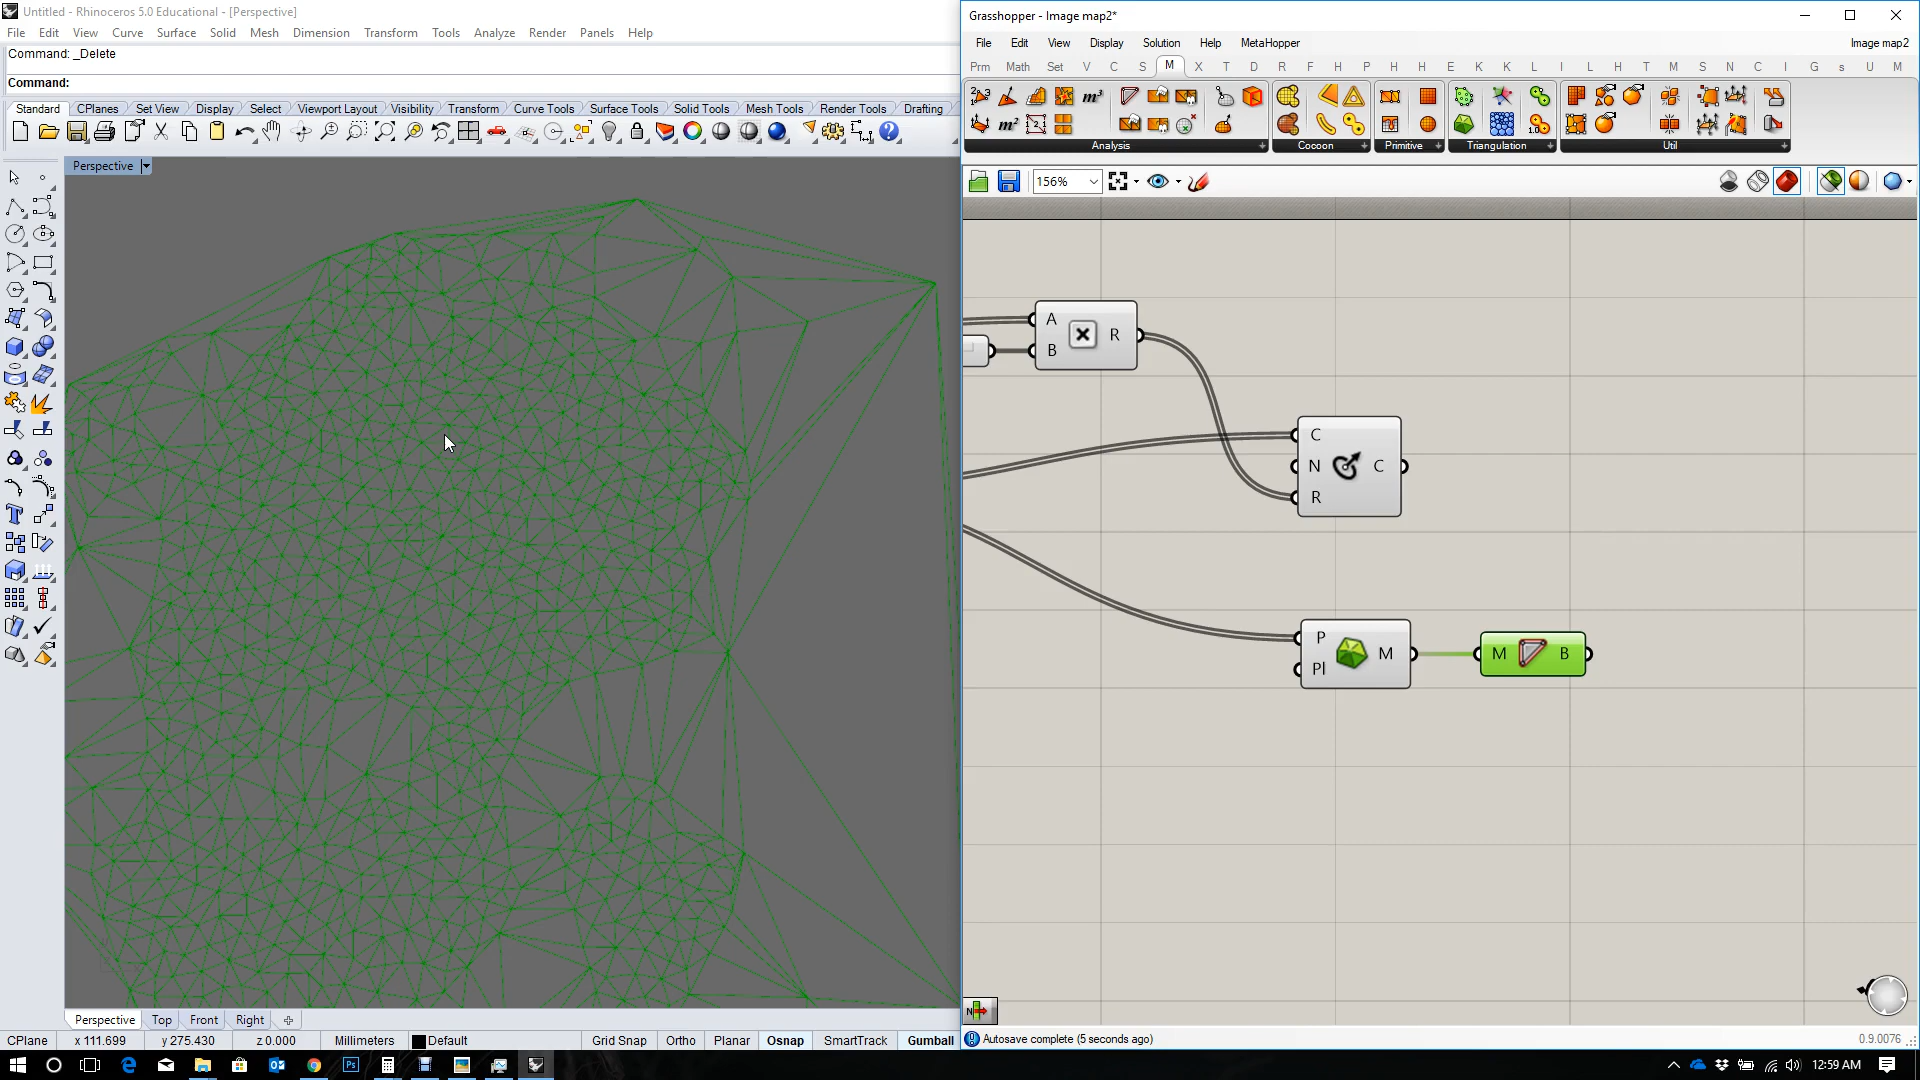 Untitled - Rhinoceros 5.0 Educational - [Perspective]
File Edit View Curve Surface Solid Mesh Dimension Transform Tools Analyze Render Panels Help
Command: _Delete
Command:
Standard CPlanes Set View Display Select Viewport Layout Visibility Transform Curve Tools Surface Tools Solid Tools Mesh Tools Render Tools Drafting
Perspective
Perspective Top Front Right
CPlane x 111.699 y 275.430 z 0.000 Millimeters Default Grid Snap Ortho Planar Osnap SmartTrack Gumball
Grasshopper - Image map2*
File Edit View Display Solution Help MetaHopper Image map2
Prm Math Set V C S M X T D R F H P H H E K K L I L H T M S N C I G s U M
m³
m²
Analysis Cocoon Primitive Triangulation Util
156%
A
B
R
C
N
R
C
P
Pl
M
M B
Autosave complete (5 seconds ago) 0.9.0076
12:59 AM